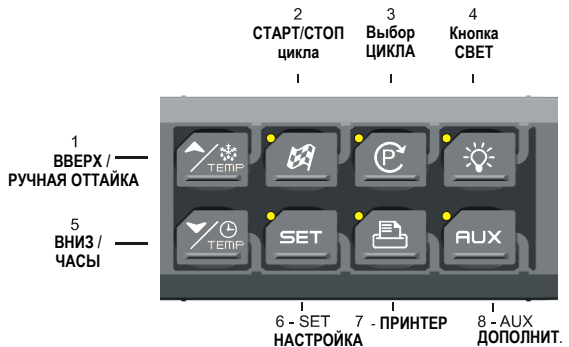 2
СТАРТ/СТОП
цикла
3
Выбор
ЦИКЛА
4
Кнопка
СВЕТ
1
ВВЕРХ /
РУЧНАЯ ОТТАЙКА
TEMP
P
5
ВНИЗ /
ЧАСЫ
TEMP
SET
AUX
6 - SET
НАСТРОЙКА
7 - ПРИНТЕР
8 - AUX
ДОПОЛНИТ.